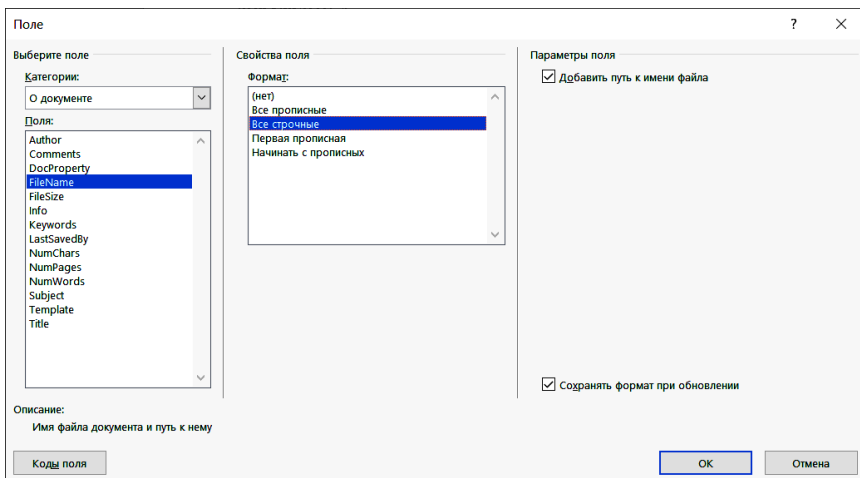 Поле
?
Выберите поле
Категории:
О документе
Поля:
Author
Comments
DocProperty
FileName
FileSize
Info
Keywords
LastSavedBy
NumChars
NumPages
NumWords
Subject
Template
Title
Свойства поля
Формат:
(нет)
Все прописные
Все строчные
Первая прописная
Начинать с прописных
Параметры поля
Добавить путь к имени файла
Сохранять формат при обновлении
Описание:
Имя файла документа и путь к нему
Коды поля
ОК
Отмена